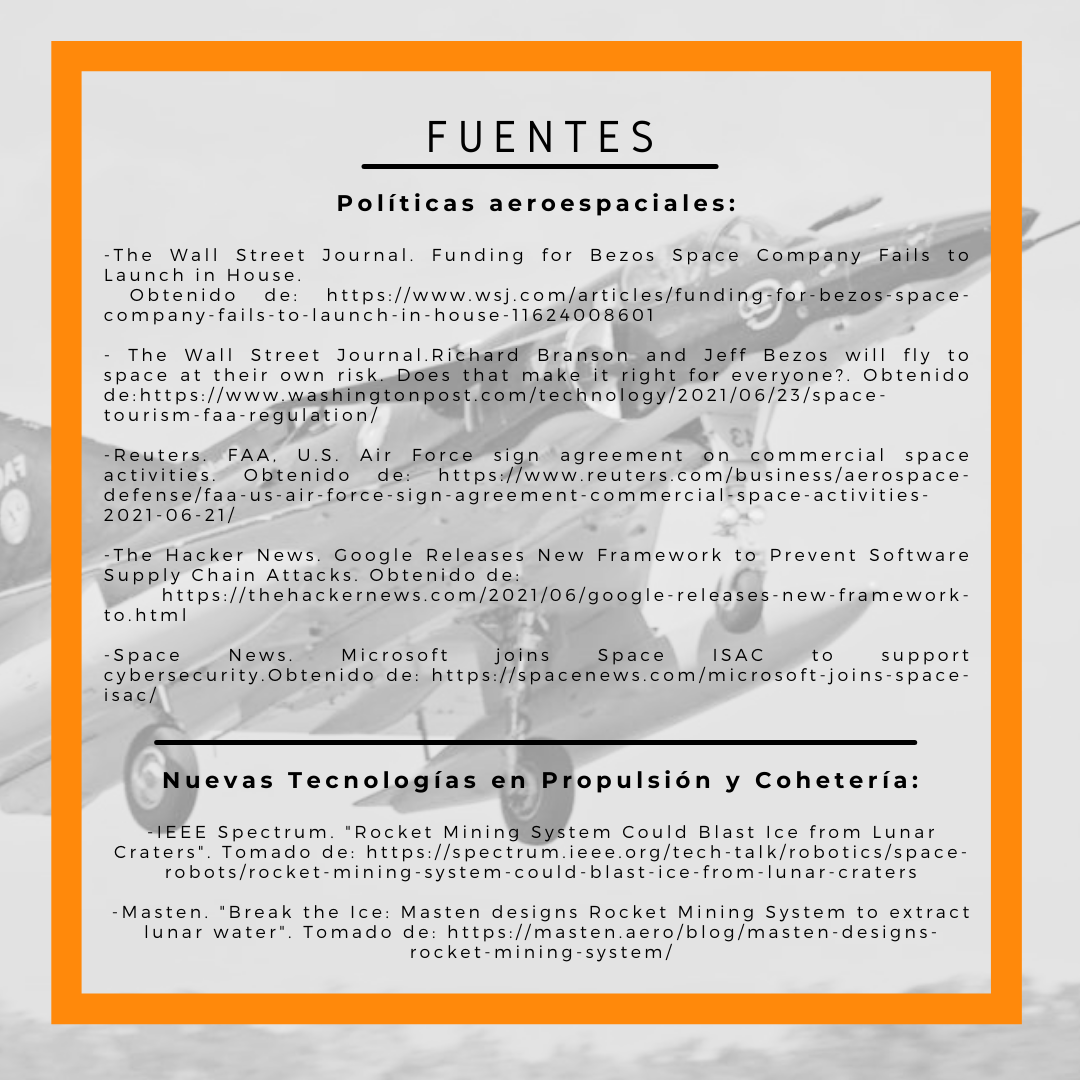 FUENTES
Políticas aeroespaciales:
-The Wall Street Journal. Funding for Bezos Space Company Fails to
Launch in House.
Obtenido de: https://www.wsj.com/articles/funding-for-bezos-space-
company-fails-to-launch-in-house-11624008601
- The Wall Street Journal.Richard Branson and Jeff Bezos will fly to
space at their own risk. Does that make it right for everyone?. Obtenido
de:https://www.washingtonpost.com/technology/2021/06/23/space-
tourism-faa-regulation/
-Reuters. FAA, U.S. Air Force sign agreement on commercial space
activities. Obtenido de: https://www.reuters.com/business/aerospace-
defense/faa-us-air-force-sign-agreement-commercial-space-activities-
2021-06-21/
-The Hacker News. Google Releases New Framework to Prevent Software
Supply Chain Attacks. Obtenido de:
https://thehackernews.com/2021/06/google-releases-new-framework-
to.html
-Space News. Microsoft joins Space ISAC to support
cybersecurity.Obtenido de: https://spacenews.com/microsoft-joins-space-
isac/
Nuevas Tecnologías en Propulsión y Cohetería:
-IEEE Spectrum. "Rocket Mining System Could Blast Ice from Lunar
Craters". Tomado de: https://spectrum.ieee.org/tech-talk/robotics/space-
robots/rocket-mining-system-could-blast-ice-from-lunar-craters
-Masten. "Break the Ice: Masten designs Rocket Mining System to extract
lunar water". Tomado de: https://masten.aero/blog/masten-designs-
rocket-mining-system/